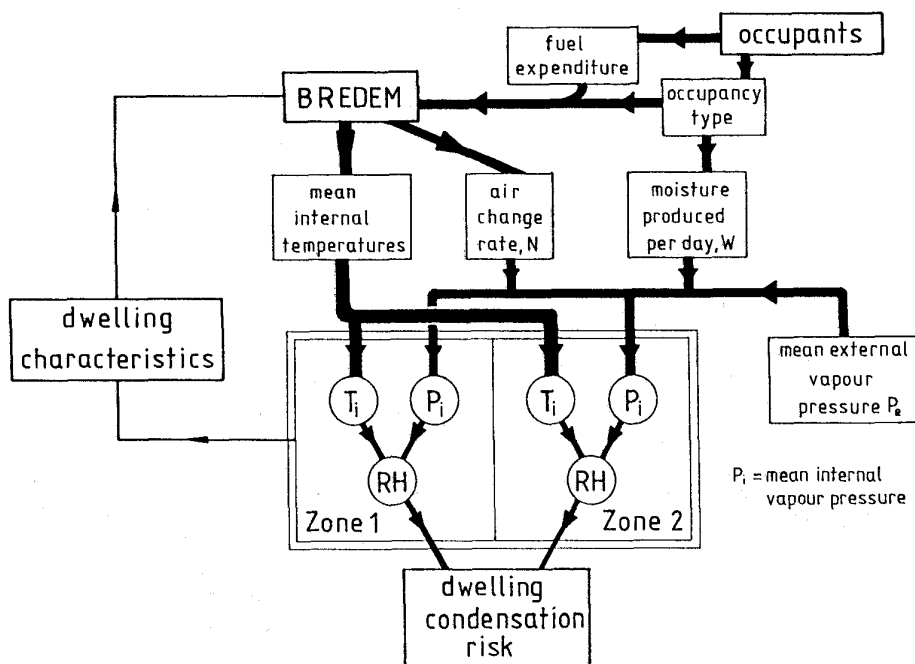 occupants
fuel
expenditure
BREDEM
occupancy
type
mean
internal
temperatures
air
change
rate, N
moisture
produced
per day, W
dwelling
characteristics
mean external
vapour
pressure Pe
Ti
Pi
Ti
Pi
RH
RH
Zone 1
Zone 2
Pi = mean internal
vapour pressure
dwelling
condensation
risk